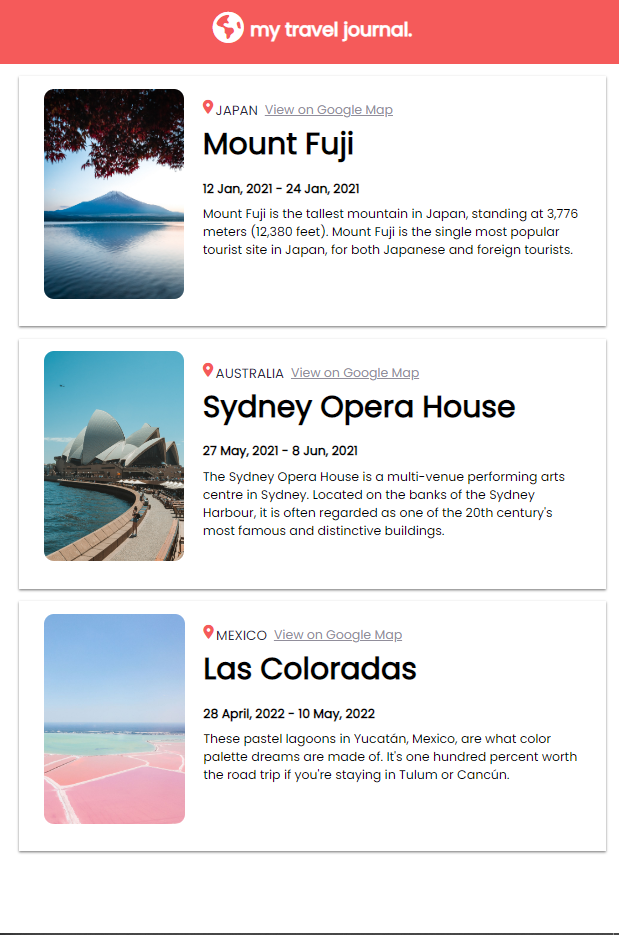 my travel journal.
JAPAN View on Google Map
Mount Fuji
12 Jan, 2021 - 24 Jan, 2021
Mount Fuji is the tallest mountain in Japan, standing at 3,776
meters (12,380 feet). Mount Fuji is the single most popular
tourist site in Japan, for both Japanese and foreign tourists.
AUSTRALIA View on Google Map
Sydney Opera House
27 May, 2021 - 8 Jun, 2021
The Sydney Opera House is a multi-venue performing arts
centre in Sydney. Located on the banks of the Sydney
Harbour, it is often regarded as one of the 20th century's
most famous and distinctive buildings.
MEXICO View on Google Map
Las Coloradas
28 April, 2022 - 10 May, 2022
These pastel lagoons in Yucatán, Mexico, are what color
palette dreams are made of. It's one hundred percent worth
the road trip if you're staying in Tulum or Cancún.